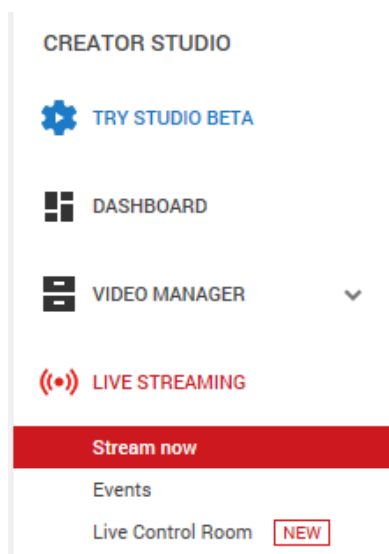 CREATOR STUDIO
TRY STUDIO BETA
DASHBOARD
VIDEO MANAGER
LIVE STREAMING
Stream now
Events
Live Control Room NEW